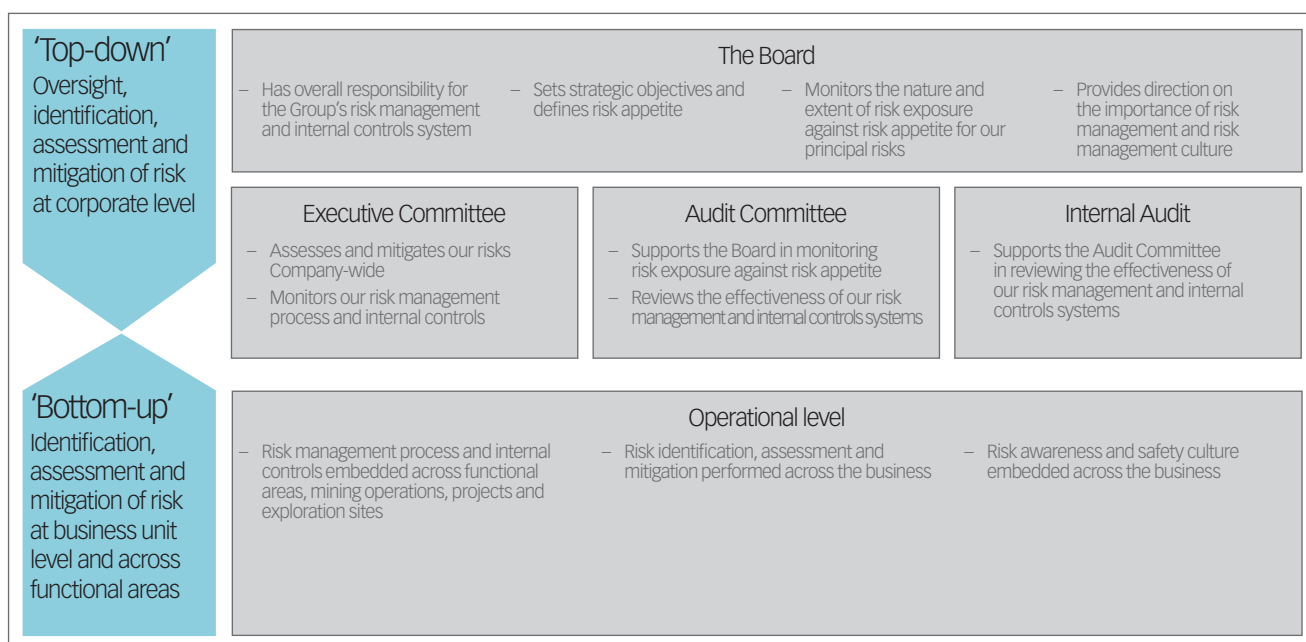 ‘Top-down’
Oversight,
identification,
assessment and
mitigation of risk
at corporate level
The Board
– Has overall responsibility for
the Group’s risk management
and internal controls system
– Sets strategic objectives and
defines risk appetite
– Monitors the nature and
extent of risk exposure
against risk appetite for our
principal risks
– Provides direction on
the importance of risk
management and risk
management culture
Executive Committee
– Assesses and mitigates our risks
Company-wide
– Monitors our risk management
process and internal controls
Audit Committee
– Supports the Board in monitoring
risk exposure against risk appetite
– Reviews the effectiveness of our risk
management and internal controls systems
Internal Audit
– Supports the Audit Committee
in reviewing the effectiveness of
our risk management and internal
controls systems
‘Bottom-up’
Identification,
assessment and
mitigation of risk
at business unit
level and across
functional areas
Operational level
– Risk management process and internal
controls embedded across functional
areas, mining operations, projects and
exploration sites
– Risk identification, assessment and
mitigation performed across the business
– Risk awareness and safety culture
embedded across the business